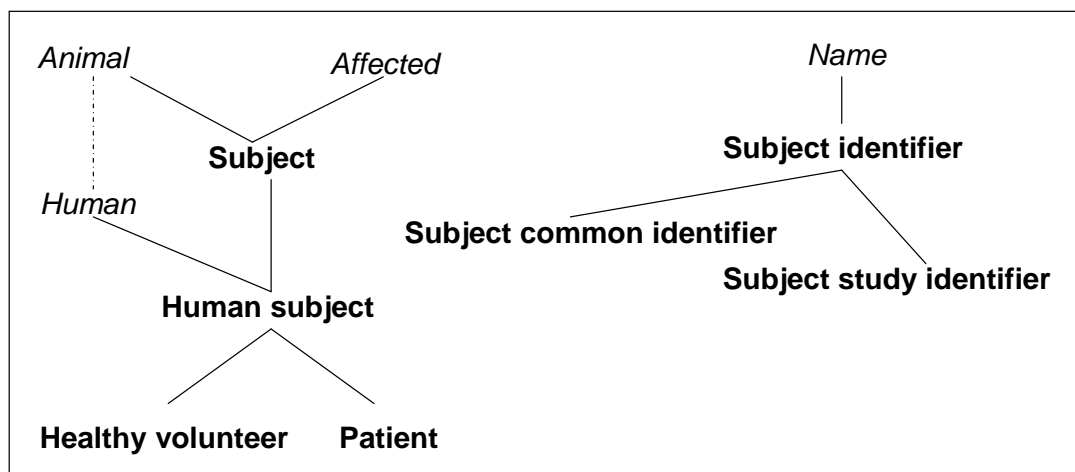 Animal
Affected
Name
Subject
Subject identifier
Human
Subject common identifier
Subject study identifier
Human subject
Healthy volunteer
Patient